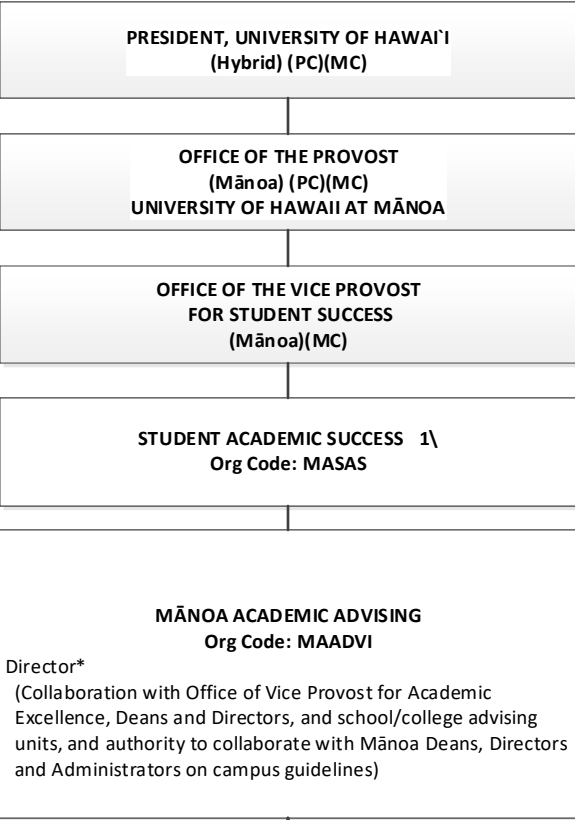 PRESIDENT, UNIVERSITY OF HAWAI`I
(Hybrid) (PC)(MC)
OFFICE OF THE PROVOST
(Mānoa) (PC)(MC)
UNIVERSITY OF HAWAII AT MĀNOA
OFFICE OF THE VICE PROVOST
FOR STUDENT SUCCESS
(Mānoa)(MC)
STUDENT ACADEMIC SUCCESS 1\
Org Code: MASAS
MĀNOA ACADEMIC ADVISING
Org Code: MAADVI
Director*
(Collaboration with Office of Vice Provost for Academic
Excellence, Deans and Directors, and school/college advising
units, and authority to collaborate with Mānoa Deans, Directors
and Administrators on campus guidelines)